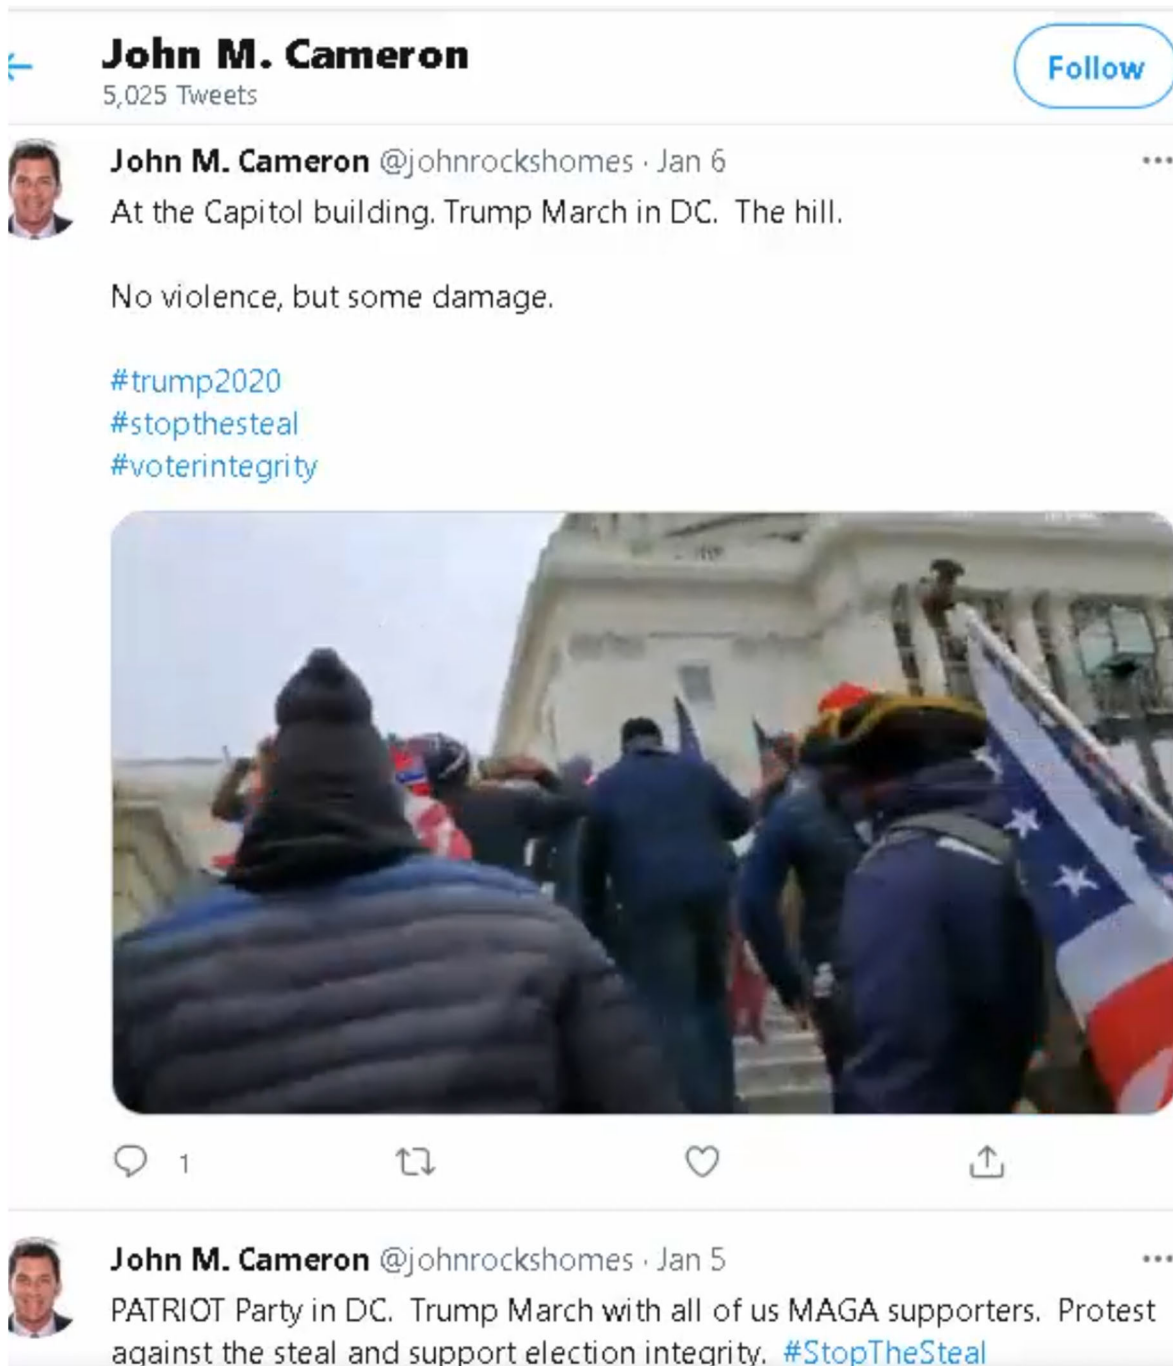 John M. Cameron
5,025 Tweets
Follow
John M. Cameron @johnrockshomes · Jan 6
At the Capitol building. Trump March in DC.  The hill.
No violence, but some damage.
#trump2020
#stopthesteal
#voterintegrity
1
John M. Cameron @johnrockshomes · Jan 5
PATRIOT Party in DC.  Trump March with all of us MAGA supporters.  Protest
against the steal and support election integrity.  #StopTheSteal